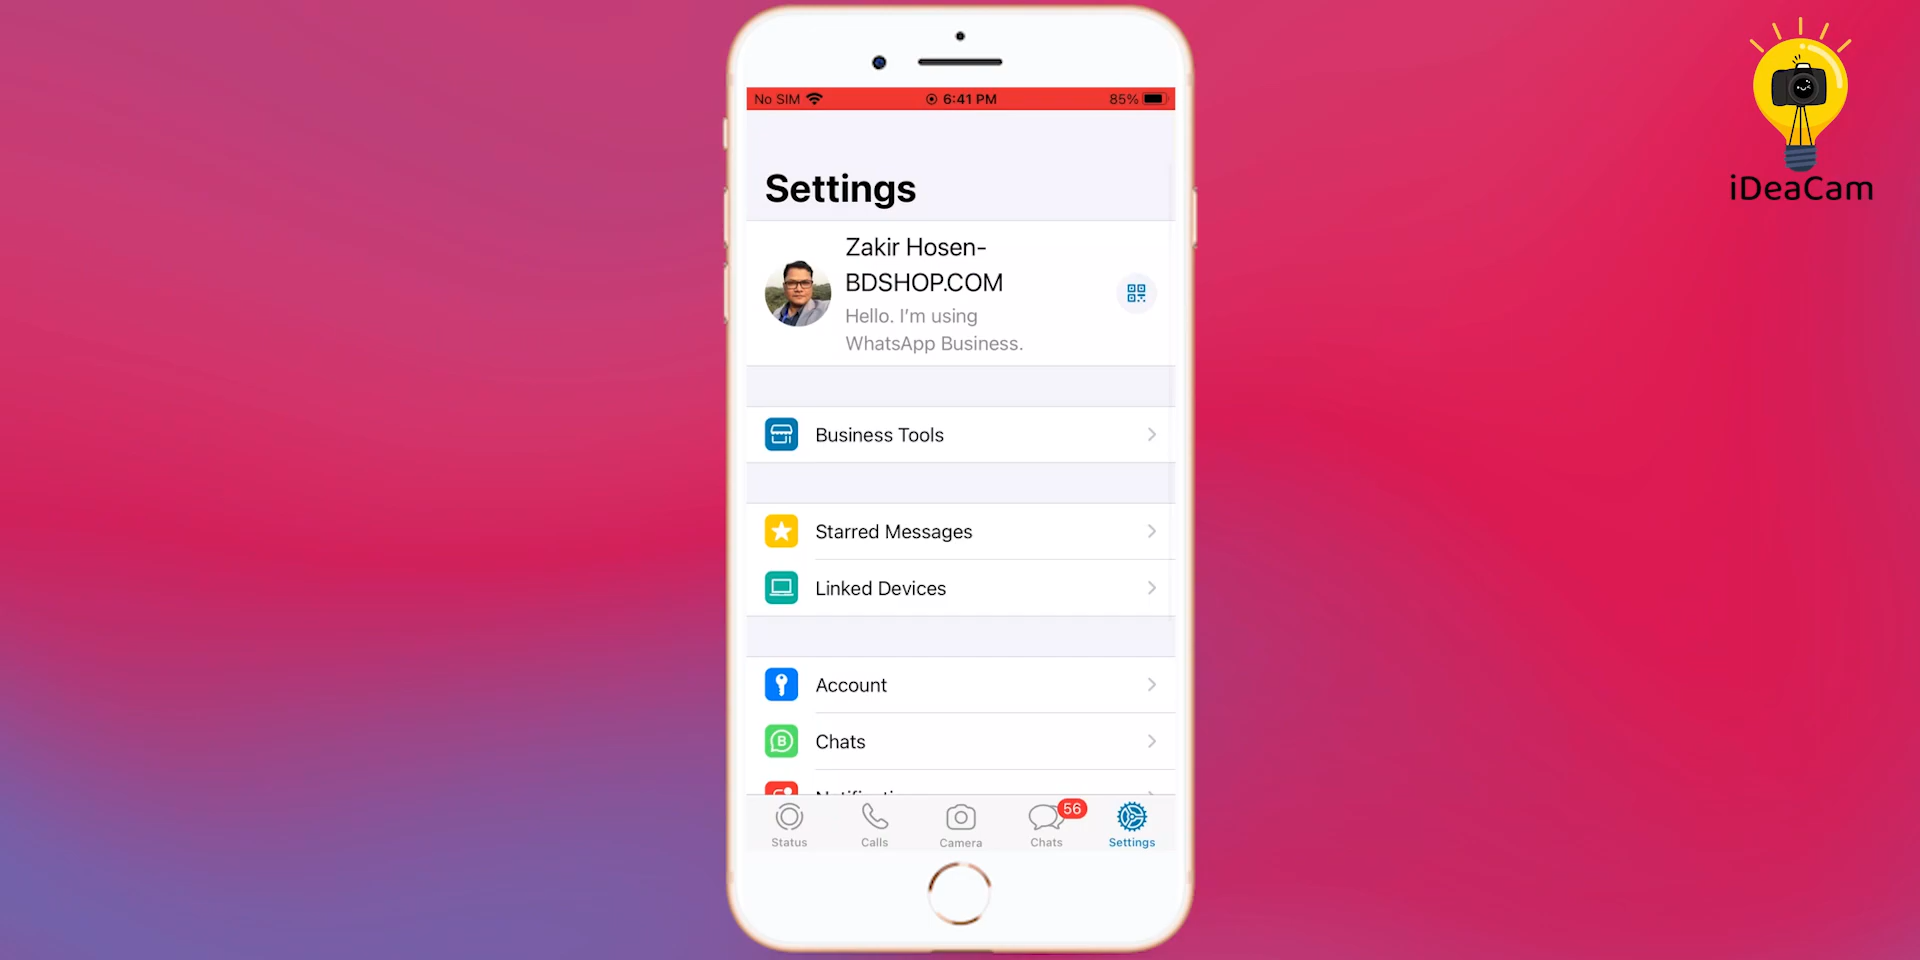 iDeaCam
No SIM 6:41 PM 85%
Settings
Zakir Hosen-
BDSHOP.COM
Hello. I'm using
WhatsApp Business.
Business Tools
Starred Messages
Linked Devices
Account
Chats
56
Status Calls Camera Chats Settings